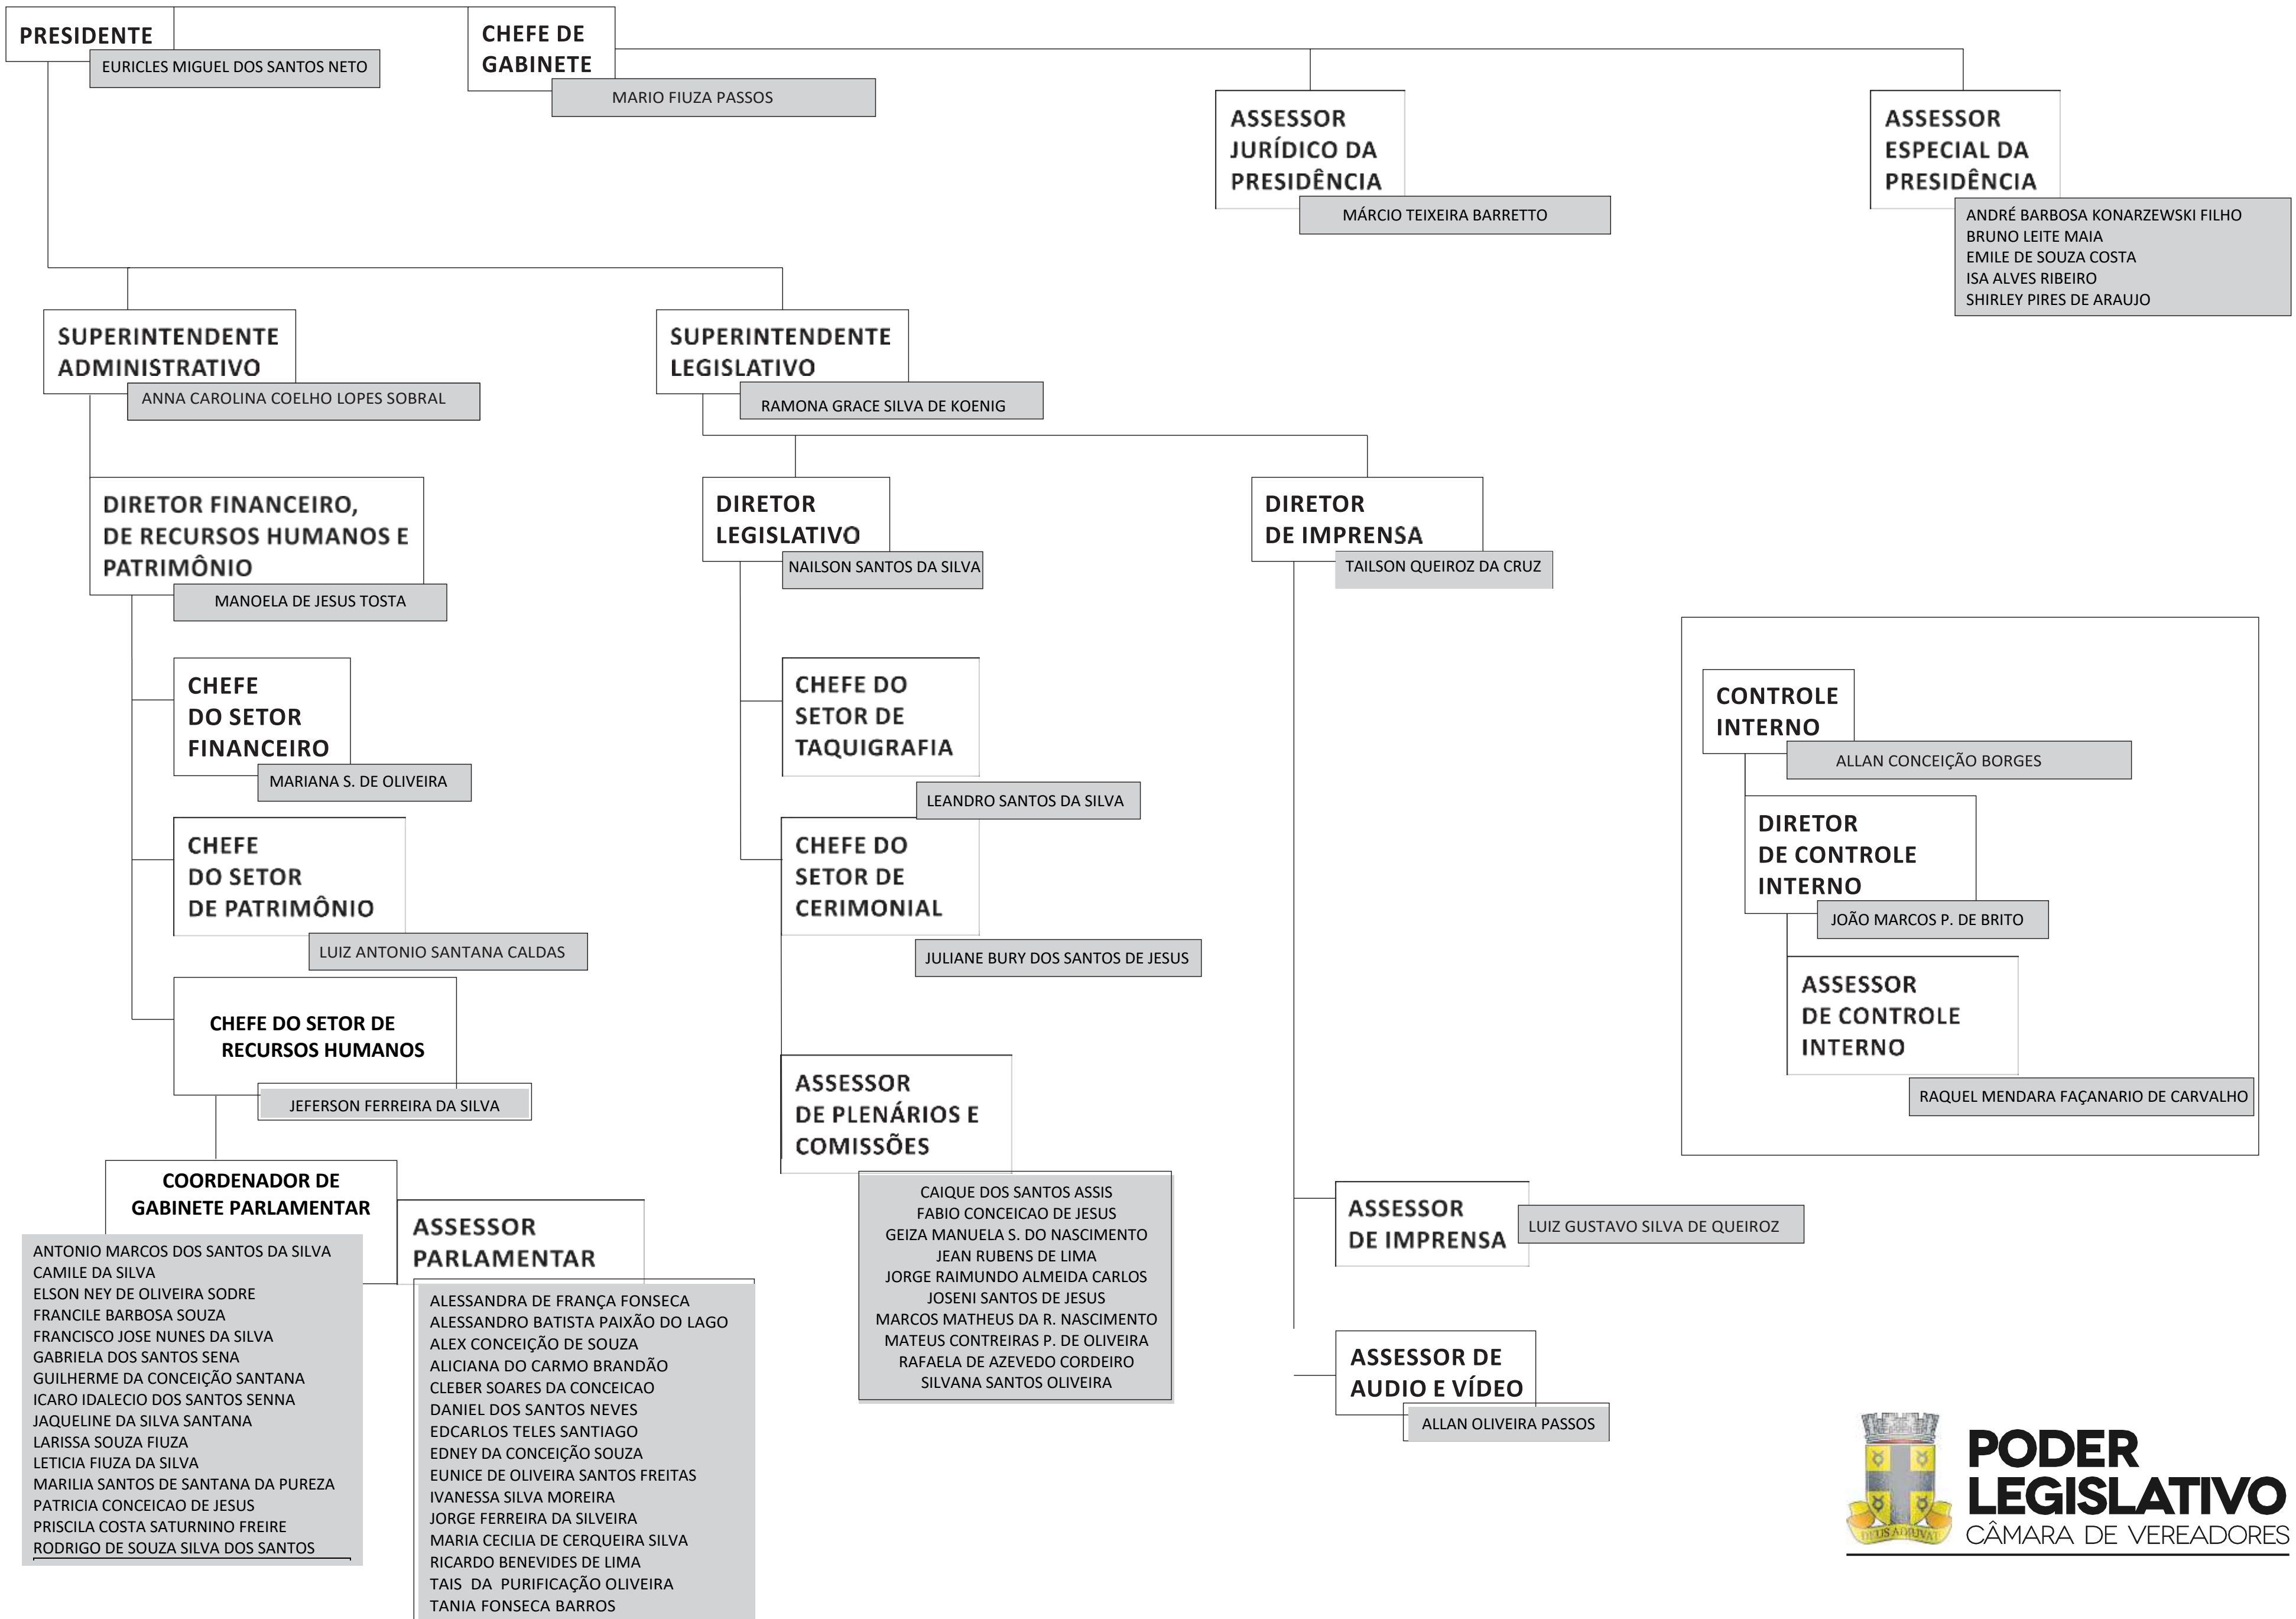 PRESIDENTE
EURICLES MIGUEL DOS SANTOS NETO
CHEFE DE
GABINETE
MARIO FIUZA PASSOS
ASSESSOR
JURÍDICO DA
PRESIDÊNCIA
MÁRCIO TEIXEIRA BARRETTO
ASSESSOR
ESPECIAL DA
PRESIDÊNCIA
ANDRÉ BARBOSA KONARZEWSKI FILHO
BRUNO LEITE MAIA
EMILE DE SOUZA COSTA
ISA ALVES RIBEIRO
SHIRLEY PIRES DE ARAUJO
SUPERINTENDENTE
ADMINISTRATIVO
ANNA CAROLINA COELHO LOPES SOBRAL
SUPERINTENDENTE
LEGISLATIVO
RAMONA GRACE SILVA DE KOENIG
DIRETOR FINANCEIRO,
DE RECURSOS HUMANOS E
PATRIMÔNIO
MANOELA DE JESUS TOSTA
DIRETOR
LEGISLATIVO
NAILSON SANTOS DA SILVA
DIRETOR
DE IMPRENSA
TAILSON QUEIROZ DA CRUZ
CHEFE
DO SETOR
FINANCEIRO
MARIANA S. DE OLIVEIRA
CHEFE
DO SETOR
DE PATRIMÔNIO
LUIZ ANTONIO SANTANA CALDAS
CHEFE DO SETOR DE
RECURSOS HUMANOS
JEFERSON FERREIRA DA SILVA
COORDENADOR DE
GABINETE PARLAMENTAR
ANTONIO MARCOS DOS SANTOS DA SILVA
CAMILE DA SILVA
ELSON NEY DE OLIVEIRA SODRE
FRANCILE BARBOSA SOUZA
FRANCISCO JOSE NUNES DA SILVA
GABRIELA DOS SANTOS SENA
GUILHERME DA CONCEIÇÃO SANTANA
ICARO IDALECIO DOS SANTOS SENNA
JAQUELINE DA SILVA SANTANA
LARISSA SOUZA FIUZA
LETICIA FIUZA DA SILVA
MARILIA SANTOS DE SANTANA DA PUREZA
PATRICIA CONCEICAO DE JESUS
PRISCILA COSTA SATURNINO FREIRE
RODRIGO DE SOUZA SILVA DOS SANTOS
ASSESSOR
PARLAMENTAR
ALESSANDRA DE FRANÇA FONSECA
ALESSANDRO BATISTA PAIXÃO DO LAGO
ALEX CONCEIÇÃO DE SOUZA
ALICIANA DO CARMO BRANDÃO
CLEBER SOARES DA CONCEICAO
DANIEL DOS SANTOS NEVES
EDCARLOS TELES SANTIAGO
EDNEY DA CONCEIÇÃO SOUZA
EUNICE DE OLIVEIRA SANTOS FREITAS
IVANESSA SILVA MOREIRA
JORGE FERREIRA DA SILVEIRA
MARIA CECILIA DE CERQUEIRA SILVA
RICARDO BENEVIDES DE LIMA
TAIS DA PURIFICAÇÃO OLIVEIRA
TANIA FONSECA BARROS
CHEFE DO
SETOR DE
TAQUIGRAFIA
LEANDRO SANTOS DA SILVA
CHEFE DO
SETOR DE
CERIMONIAL
JULIANE BURY DOS SANTOS DE JESUS
ASSESSOR
DE PLENÁRIOS E
COMISSÕES
CAIQUE DOS SANTOS ASSIS
FABIO CONCEICAO DE JESUS
GEIZA MANUELA S. DO NASCIMENTO
JEAN RUBENS DE LIMA
JORGE RAIMUNDO ALMEIDA CARLOS
JOSENI SANTOS DE JESUS
MARCOS MATHEUS DA R. NASCIMENTO
MATEUS CONTREIRAS P. DE OLIVEIRA
RAFAELA DE AZEVEDO CORDEIRO
SILVANA SANTOS OLIVEIRA
ASSESSOR
DE IMPRENSA
LUIZ GUSTAVO SILVA DE QUEIROZ
ASSESSOR DE
AUDIO E VÍDEO
ALLAN OLIVEIRA PASSOS
CONTROLE
INTERNO
ALLAN CONCEIÇÃO BORGES
DIRETOR
DE CONTROLE
INTERNO
JOÃO MARCOS P. DE BRITO
ASSESSOR
DE CONTROLE
INTERNO
RAQUEL MENDARA FAÇANARIO DE CARVALHO
DEUS ADJUVAT
PODER
LEGISLATIVO
CÂMARA DE VEREADORES